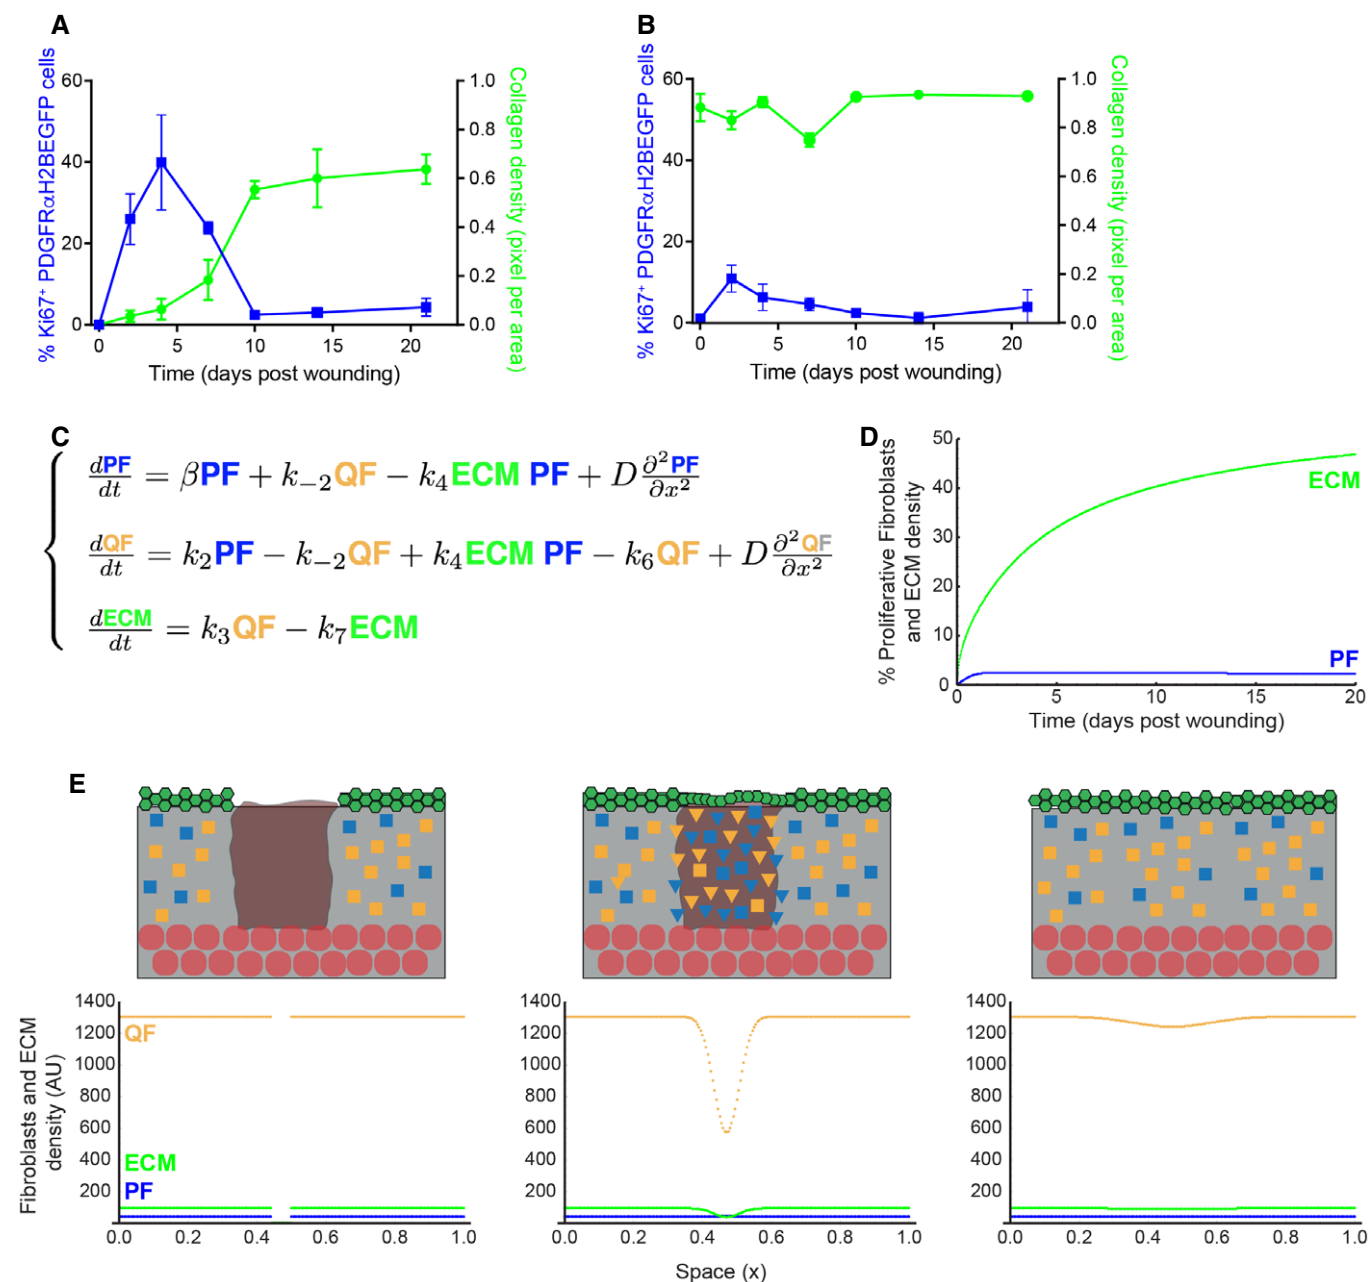 A
% Ki67+ PDGFRαH2BEGFP cells
60
40
20
0
1.0
0.8
0.6
0.4
0.2
0.0
Collagen density (pixel per area)
0 5 10 15 20
Time (days post wounding)
B
% Ki67+ PDGFRαH2BEGFP cells
60
40
20
0
1.0
0.8
0.6
0.4
0.2
0.0
Collagen density (pixel per area)
0 5 10 15 20
Time (days post wounding)
C
dPF/dt = βPF + k₋₂QF − k₄ECM PF + D ∂²PF/∂x²
dQF/dt = k₂PF − k₋₂QF + k₄ECM PF − k₆QF + D ∂²QF/∂x²
dECM/dt = k₃QF − k₇ECM
D
% Proliferative Fibroblasts
and ECM density
50
40
30
20
10
0
ECM
PF
0 5 10 15 20
Time (days post wounding)
E
Fibroblasts and ECM
density (AU)
1400
1200
1000
800
600
400
200
QF
ECM
PF
0.0 0.2 0.4 0.6 0.8 1.0
1400
1200
1000
800
600
400
200
0.0 0.2 0.4 0.6 0.8 1.0
1400
1200
1000
800
600
400
200
0.0 0.2 0.4 0.6 0.8 1.0
Space (x)